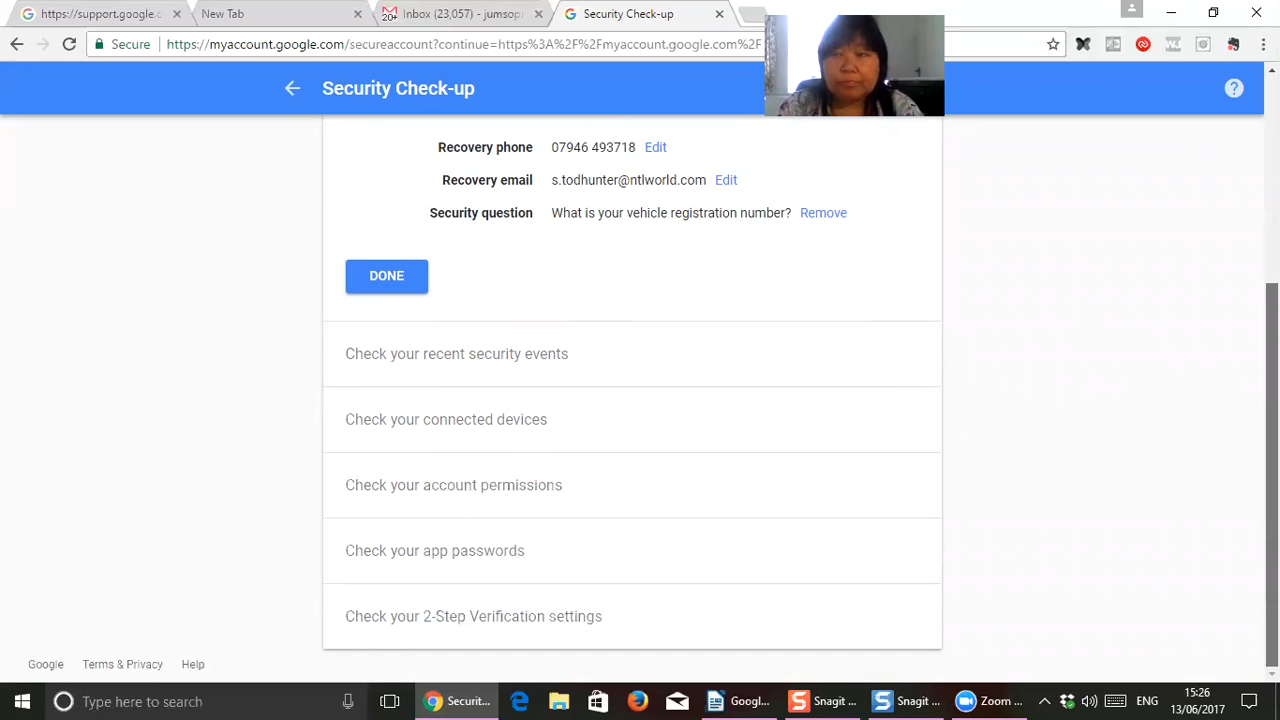 https://support.google.c
New Tab
Inbox (23,057) - jumsopr
Security Check-up
Secure
https://myaccount.google.com/secureaccount?continue=https%3A%2F%2Fmyaccount.google.com%2F
Security Check-up
Recovery phone 07946 493718 Edit
Recovery email s.todhunter@ntlworld.com Edit
Security question What is your vehicle registration number? Remove
DONE
Check your recent security events
Check your connected devices
Check your account permissions
Check your app passwords
Check your 2-Step Verification settings
Google Terms & Privacy Help
Type here to search
Securit...
Googl...
Snagit ...
Snagit ...
Zoom ...
ENG
15:26
13/06/2017